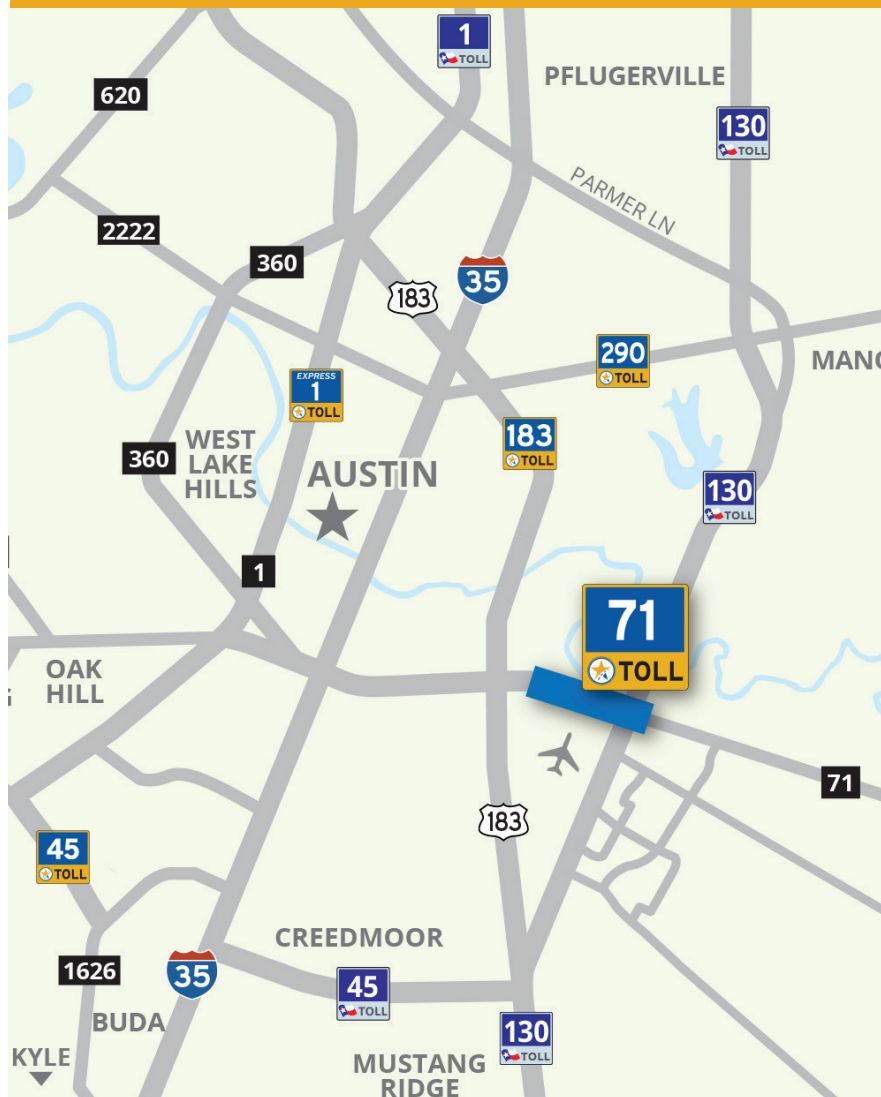 1
TOLL
PFLUGERVILLE
620
130
TOLL
PARMER LN
2222
360
35
183
290
TOLL
EXPRESS
1
TOLL
183
TOLL
WEST
LAKE
HILLS
360
AUSTIN
130
TOLL
1
71
TOLL
OAK
HILL
71
183
45
TOLL
CREEDMOOR
1626
35
45
TOLL
BUDA
130
TOLL
KYLE
MUSTANG
RIDGE